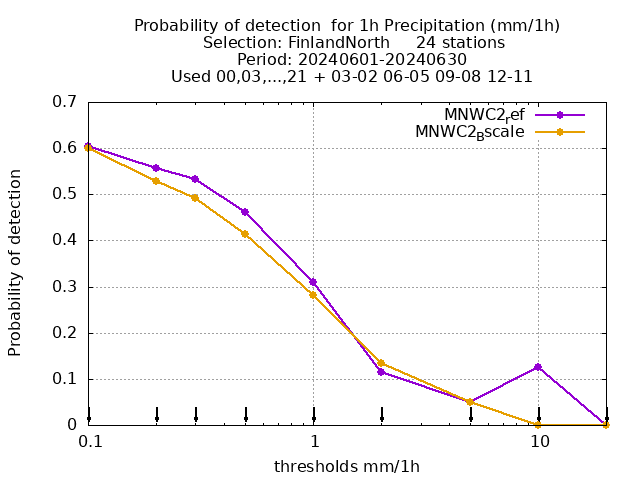 Probability of detection  for 1h Precipitation (mm/1h)
Selection: FinlandNorth     24 stations
Period: 20240601-20240630
Used 00,03,...,21 + 03-02 06-05 09-08 12-11
MNWC2ref
MNWC2Bscale
Probability of detection
0.7
0.6
0.5
0.4
0.3
0.2
0.1
0
0.1
1
10
thresholds mm/1h